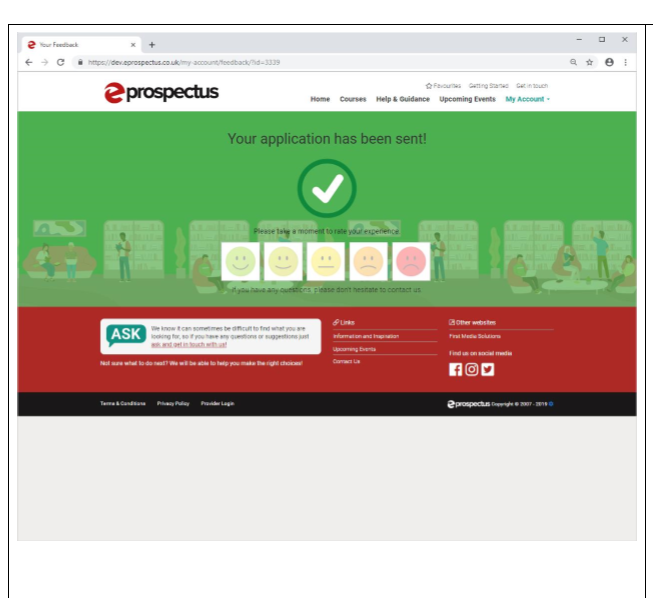 Your Feedback
https://dev.eprospectus.co.uk/my-account/feedback/?id=3339
eprospectus
Favourites Getting Started Get in touch
Home Courses Help & Guidance Upcoming Events My Account
Your application has been sent!
Please take a moment to rate your experience.
If you have any questions, please don't hesitate to contact us
ASK
We know it can sometimes be difficult to find what you are
looking for, so if you have any questions or suggestions just
ask and get in touch with us!
Not sure what to do next? We will be able to help you make the right choices!
Links
Information and Inspiration
Upcoming Events
Contact Us
Other websites
First Media Solutions
Find us on social media
Terms & Conditions Privacy Policy Provider Login
eprospectus Copyright © 2007 - 2019